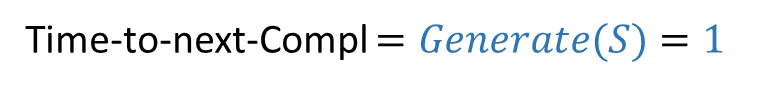 Time-to-next-Compl = Generate(S) = 1